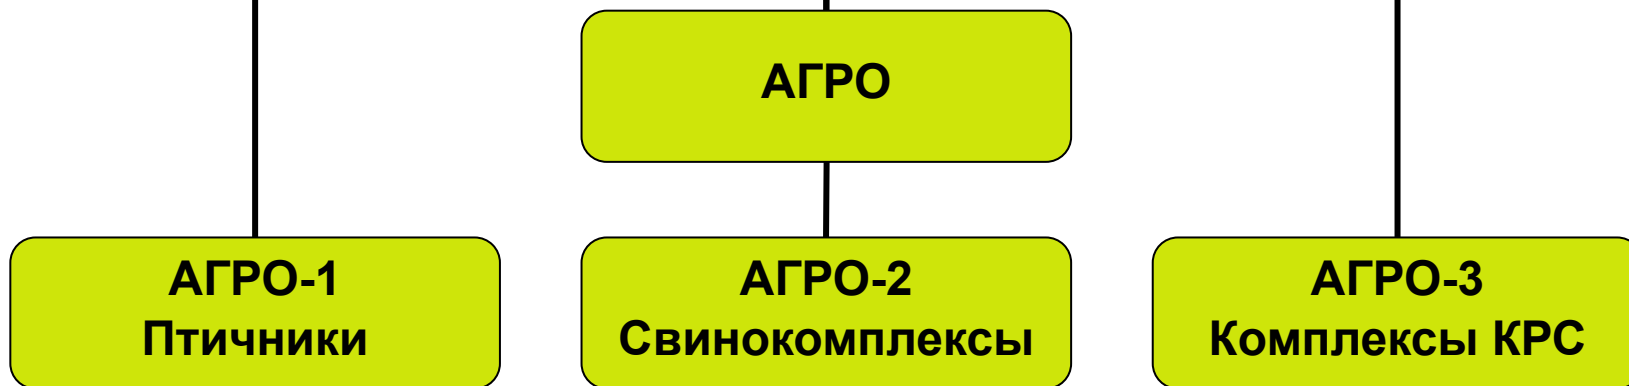 АГРО
АГРО-1
Птичники
АГРО-2
Свинокомплексы
АГРО-3
Комплексы КРС